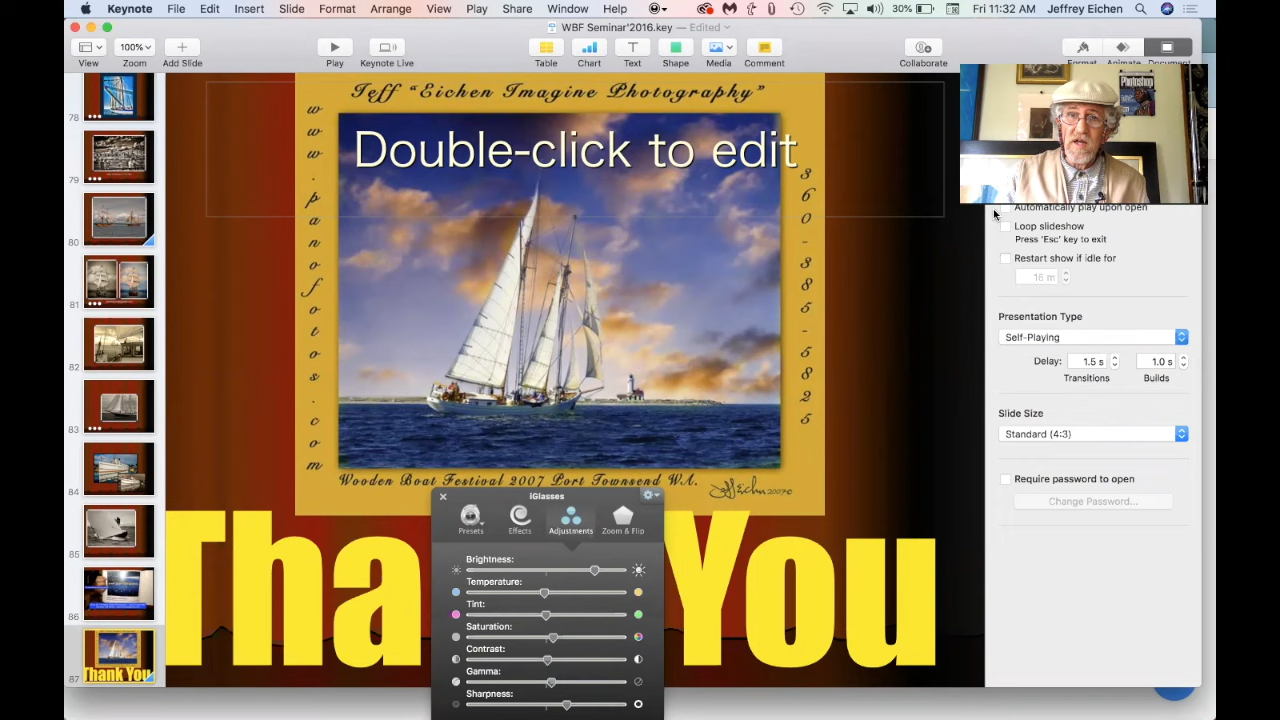 Keynote File Edit Insert Slide Format Arrange View Play Share Window Help 30% Fri 11:32 AM Jeffrey Eichen
WBF Seminar'2016.key — Edited
100%
View Zoom Add Slide Play Keynote Live Table Chart Text Shape Media Comment Collaborate Format Animate Document
Jeff "Eichen Imagine Photography"
www.panofotos.com
Double-click to edit
360-385-5825
Wooden Boat Festival 2007 Port Townsend WA.
Thank You
78
79
80
81
82
83
84
85
86
87
Thank You
Photoshop
Automatically play upon open
Loop slideshow
Press 'Esc' key to exit
Restart show if idle for
16 m
Presentation Type
Self-Playing
Delay: 1.5 s 1.0 s
Transitions Builds
Slide Size
Standard (4:3)
Require password to open
Change Password...
iGlasses
Presets Effects Adjustments Zoom & Flip
Brightness:
Temperature:
Tint:
Saturation:
Contrast:
Gamma:
Sharpness: